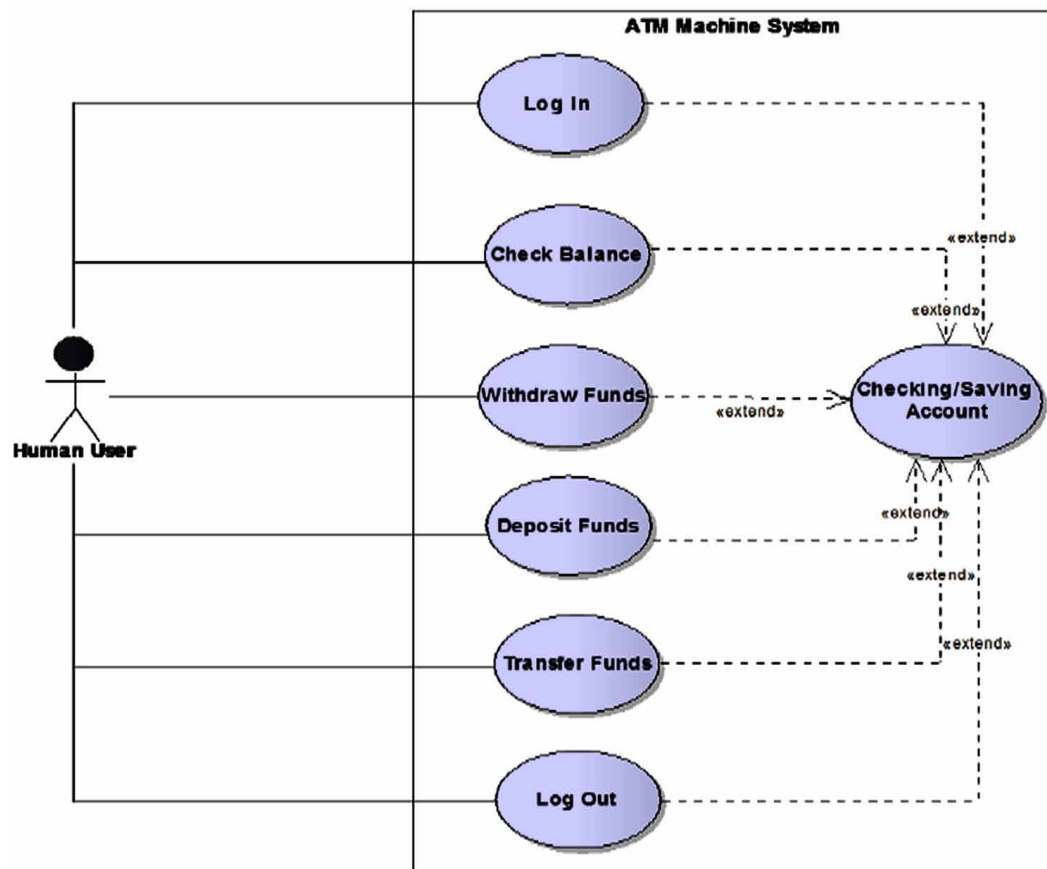 ATM Machine System
Log In
«extend»
Check Balance
«extend»
Human User
Withdraw Funds
«extend»
Checking/Saving
Account
Deposit Funds
«extend»
«extend»
Transfer Funds
«extend»
Log Out